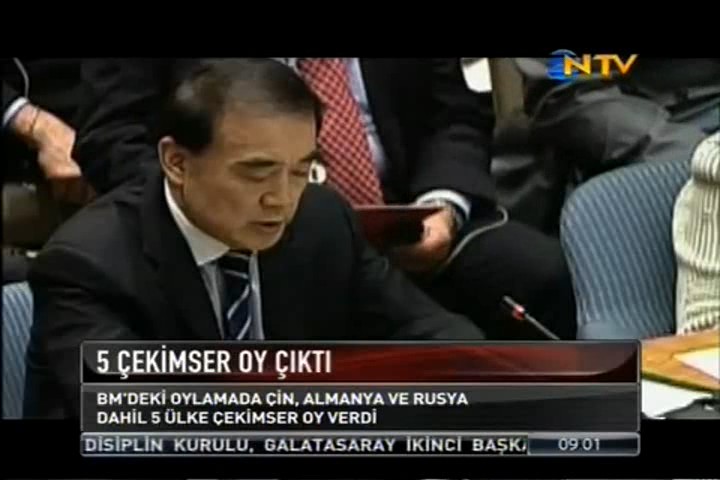 NTV
5 ÇEKİMSER OY ÇIKTI
BM'DEKİ OYLAMADA ÇİN, ALMANYA VE RUSYA
DAHİL 5 ÜLKE ÇEKİMSER OY VERDİ
DİSİPLİN KURULU, GALATASARAY İKİNCİ BAŞKA
09:01